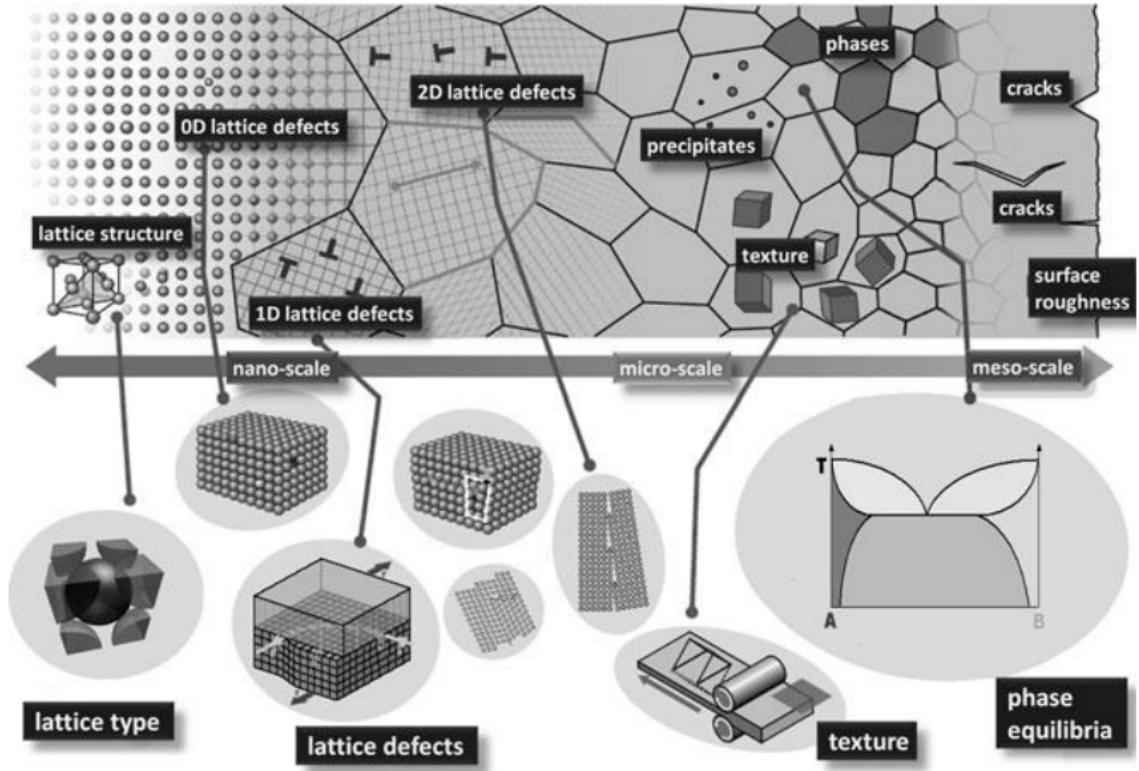 phases
2D lattice defects
cracks
0D lattice defects
precipitates
cracks
lattice structure
texture
surface
roughness
1D lattice defects
nano-scale
micro-scale
meso-scale
T
A
B
lattice type
lattice defects
texture
phase
equilibria